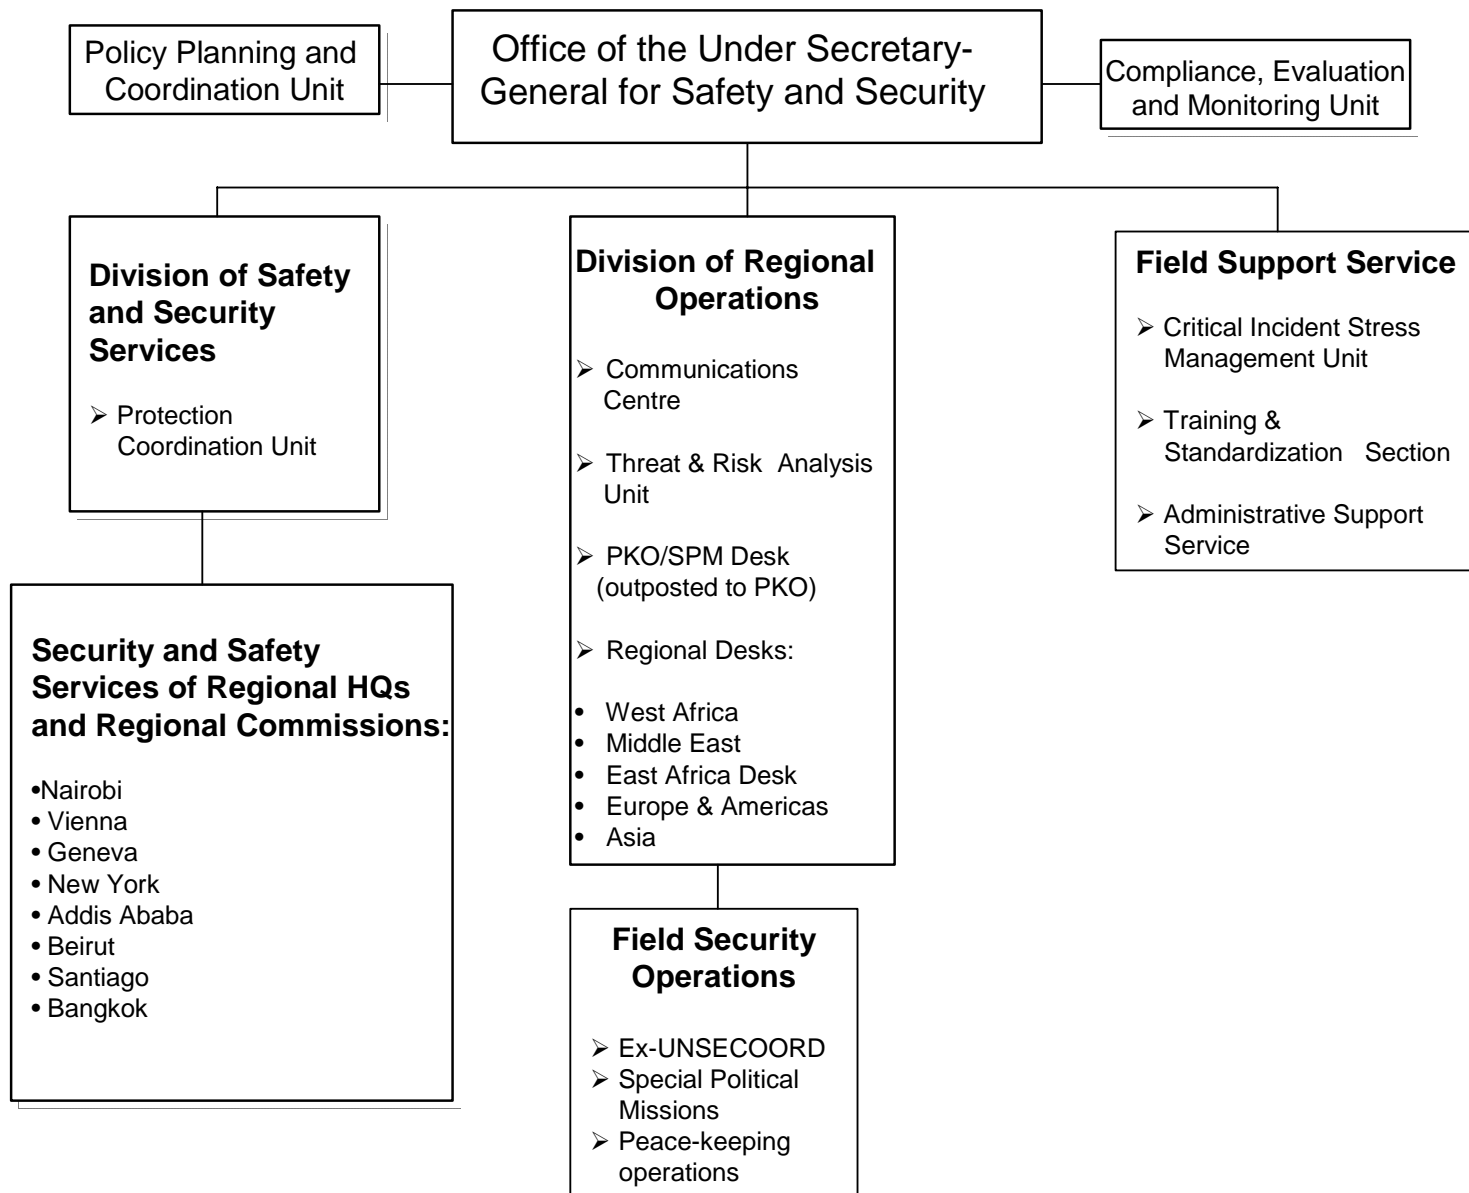 Policy Planning and
Coordination Unit
Office of the Under Secretary-
General for Safety and Security
Compliance, Evaluation
and Monitoring Unit
Division of Safety
and Security
Services
➢ Protection
Coordination Unit
Security and Safety
Services of Regional HQs
and Regional Commissions:
•Nairobi
• Vienna
• Geneva
• New York
• Addis Ababa
• Beirut
• Santiago
• Bangkok
Division of Regional
Operations
➢ Communications
Centre
➢ Threat & Risk Analysis
Unit
➢ PKO/SPM Desk
(outposted to PKO)
➢ Regional Desks:
• West Africa
• Middle East
• East Africa Desk
• Europe & Americas
• Asia
Field Security
Operations
➢ Ex-UNSECOORD
➢ Special Political
Missions
➢ Peace-keeping
operations
Field Support Service
➢ Critical Incident Stress
Management Unit
➢ Training &
Standardization Section
➢ Administrative Support
Service